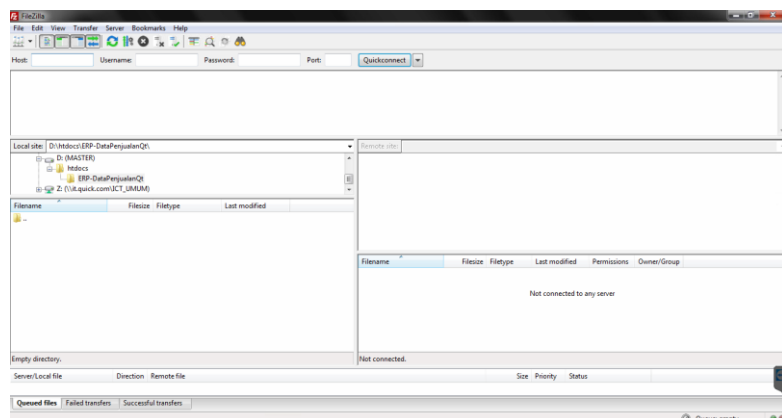 FileZilla
File Edit View Transfer Server Bookmarks Help
Host: Username: Password: Port: Quickconnect
Local site: D:\htdocs\ERP-DataPenjualanQt\ Remote site:
D: (MASTER)
htdocs
ERP-DataPenjualanQt
Z: (\\it.quick.com\ICT_UMUM)
Filename Filesize Filetype Last modified
..
Filename Filesize Filetype Last modified Permissions Owner/Group
Not connected to any server
Empty directory. Not connected.
Server/Local file Direction Remote file Size Priority Status
Queued files Failed transfers Successful transfers
Queue: empty